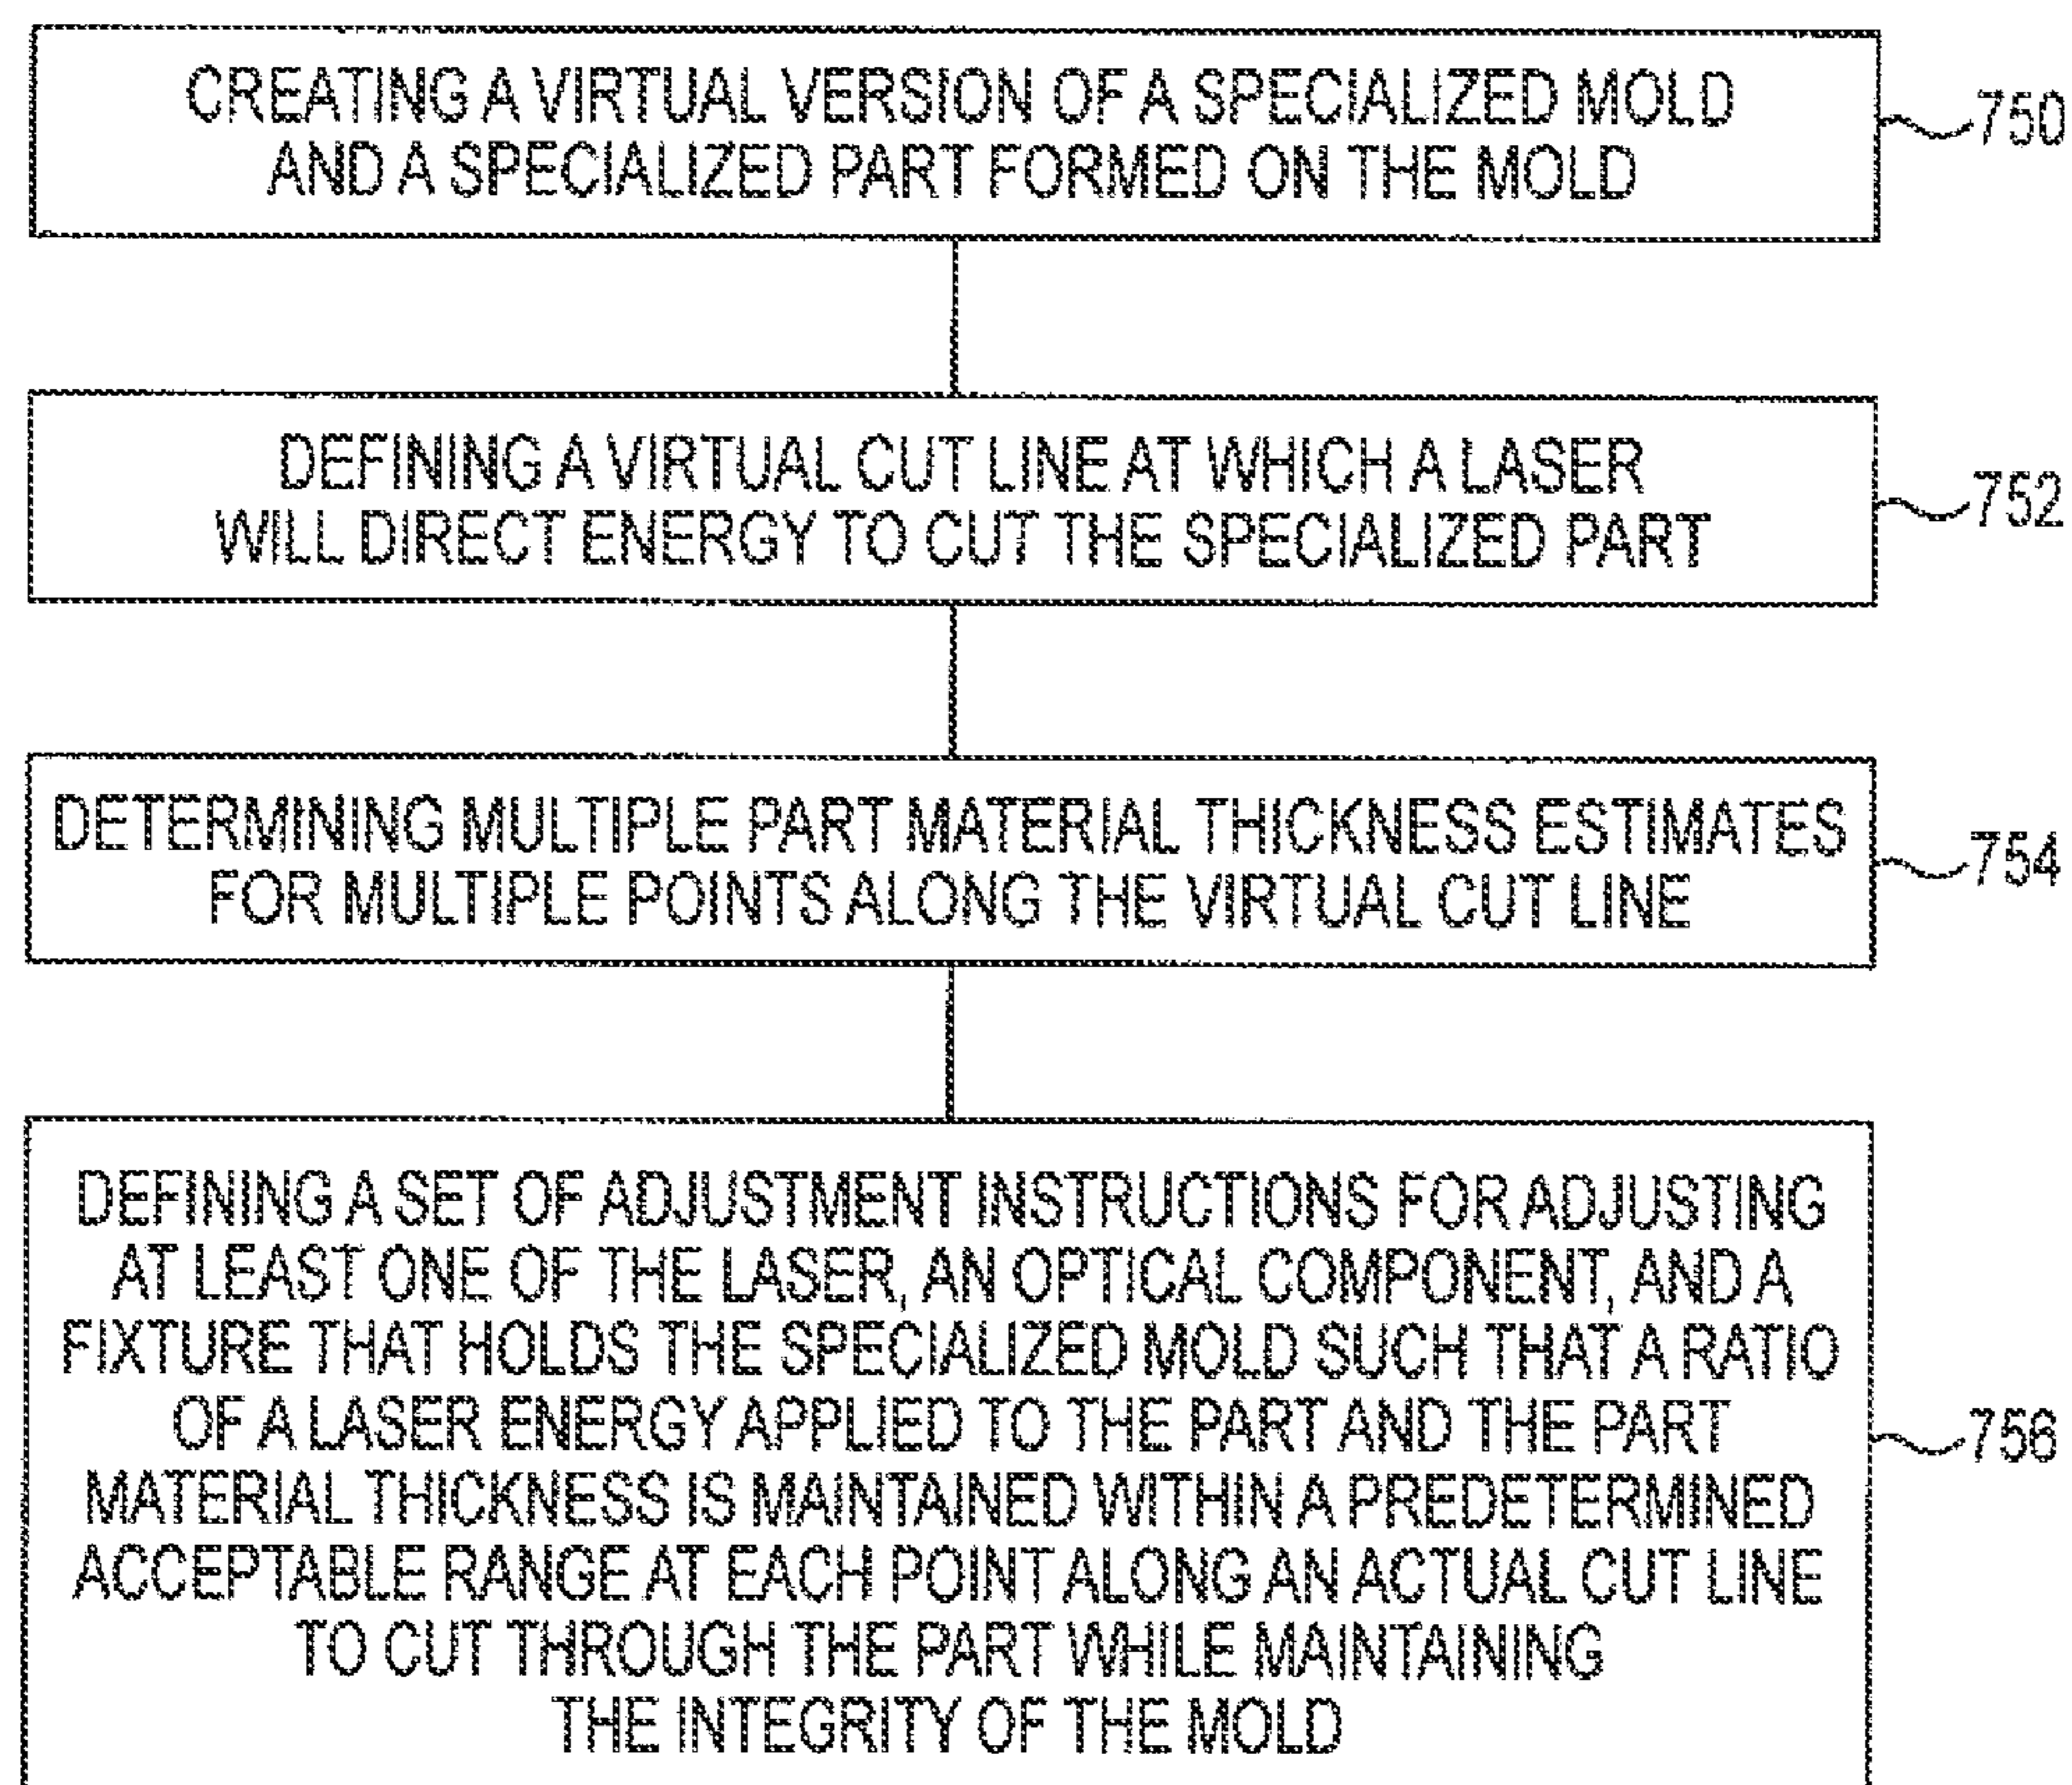 CREATING A VIRTUAL VERSION OF A SPECIALIZED MOLD
AND A SPECIALIZED PART FORMED ON THE MOLD
750
DEFINING A VIRTUAL CUT LINE AT WHICH A LASER
WILL DIRECT ENERGY TO CUT THE SPECIALIZED PART
752
DETERMINING MULTIPLE PART MATERIAL THICKNESS ESTIMATES
FOR MULTIPLE POINTS ALONG THE VIRTUAL CUT LINE
754
DEFINING A SET OF ADJUSTMENT INSTRUCTIONS FOR ADJUSTING
AT LEAST ONE OF THE LASER, AN OPTICAL COMPONENT, AND A
FIXTURE THAT HOLDS THE SPECIALIZED MOLD SUCH THAT A RATIO
OF A LASER ENERGY APPLIED TO THE PART AND THE PART
MATERIAL THICKNESS IS MAINTAINED WITHIN A PREDETERMINED
ACCEPTABLE RANGE AT EACH POINT ALONG AN ACTUAL CUT LINE
TO CUT THROUGH THE PART WHILE MAINTAINING
THE INTEGRITY OF THE MOLD
756